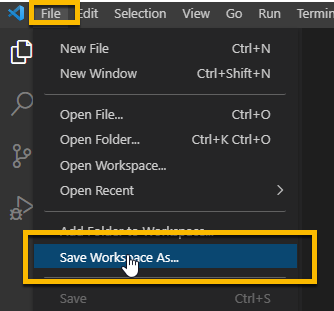 File Edit Selection View Go Run Termin
New File Ctrl+N
New Window Ctrl+Shift+N
Open File... Ctrl+O
Open Folder... Ctrl+K Ctrl+O
Open Workspace...
Open Recent
Add Folder to Workspace...
Save Workspace As...
Save Ctrl+S